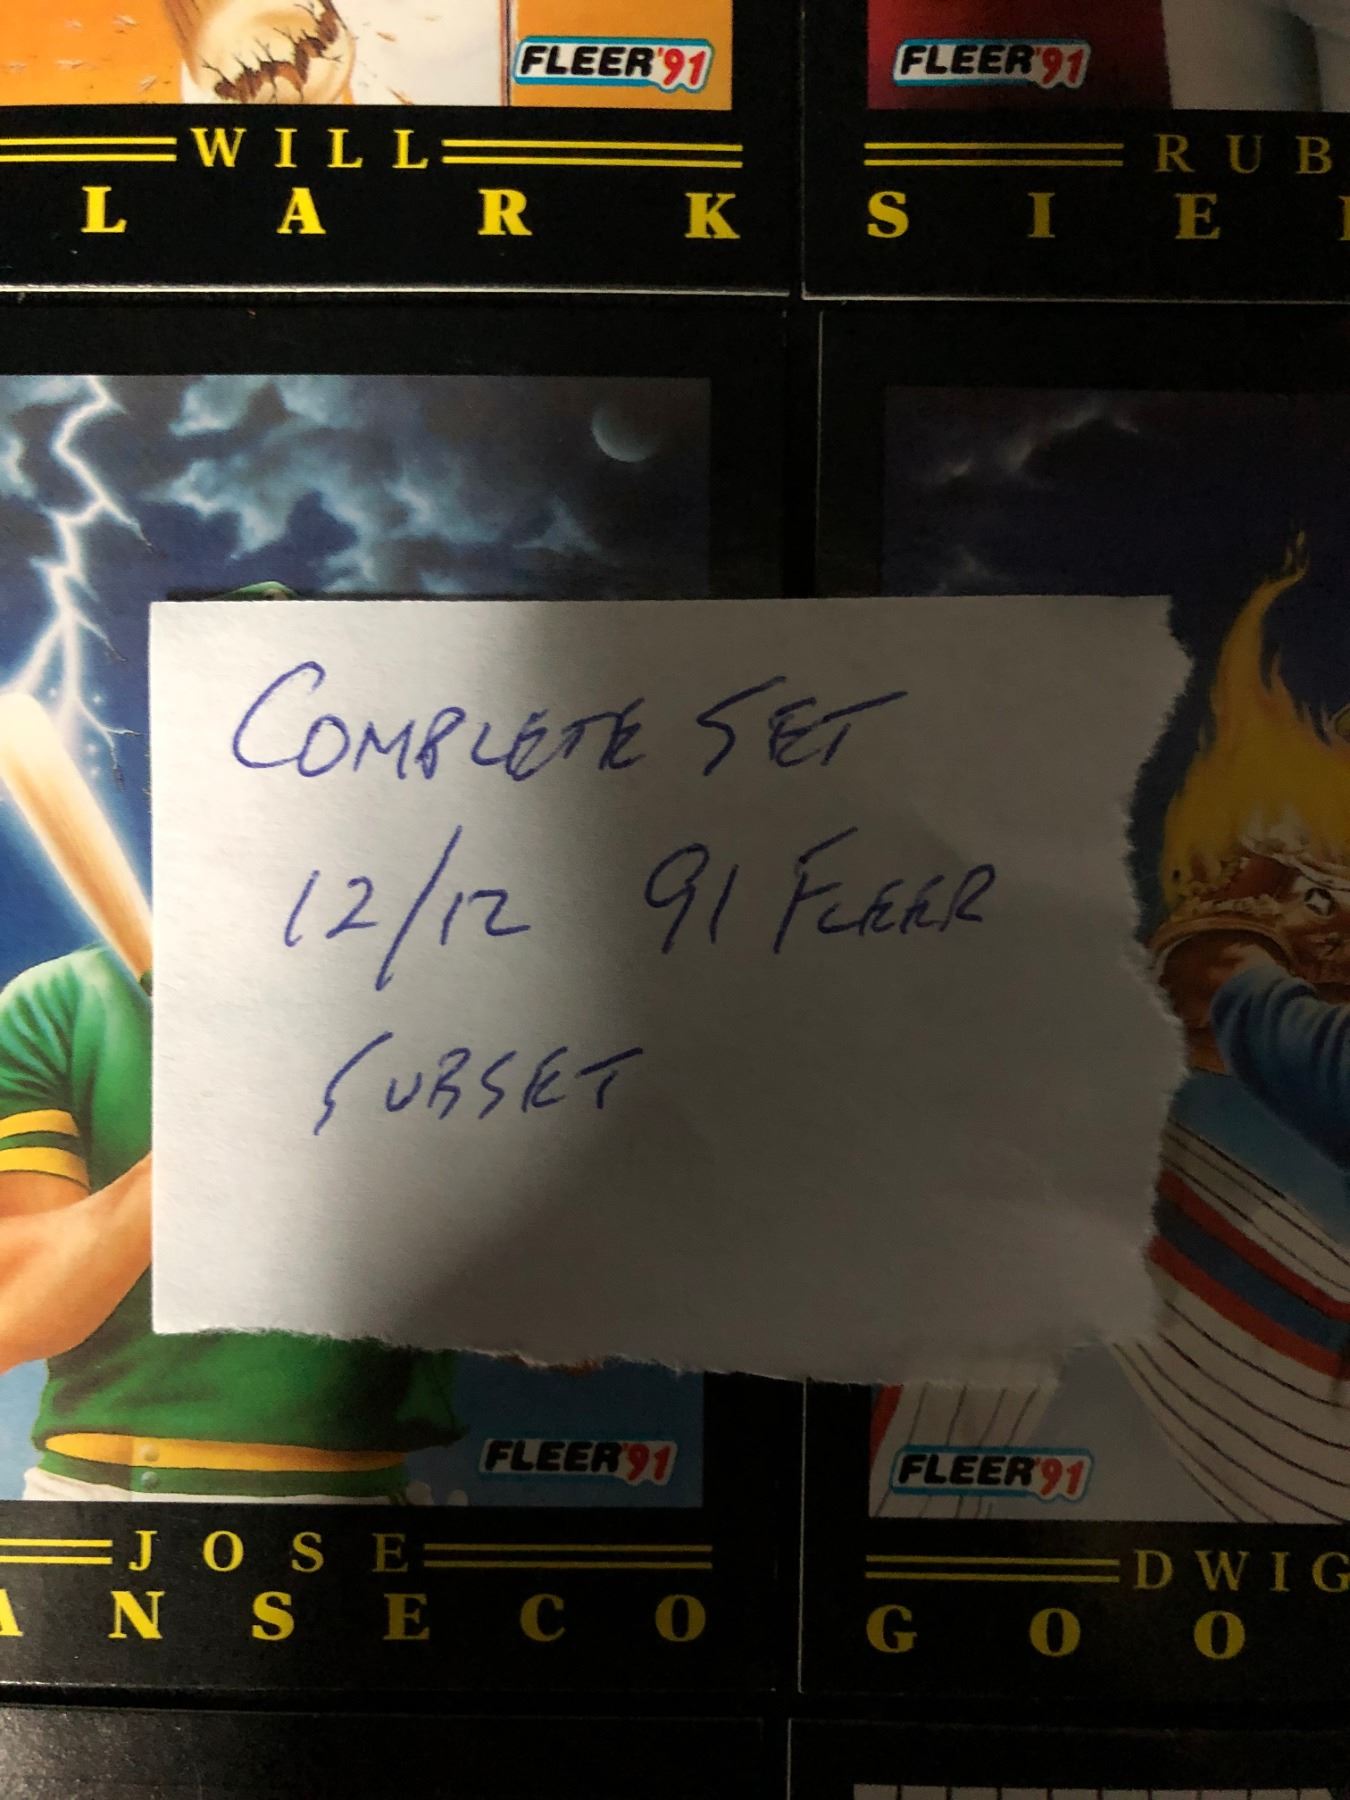 FLEER'91
FLEER'91
WILL
LARK
RUB
SIE
COMPLETE SET
12/12 91 FLEER
SUBSET
FLEER'91
FLEER'91
JOSE
ANSECO
DWIG
GOO